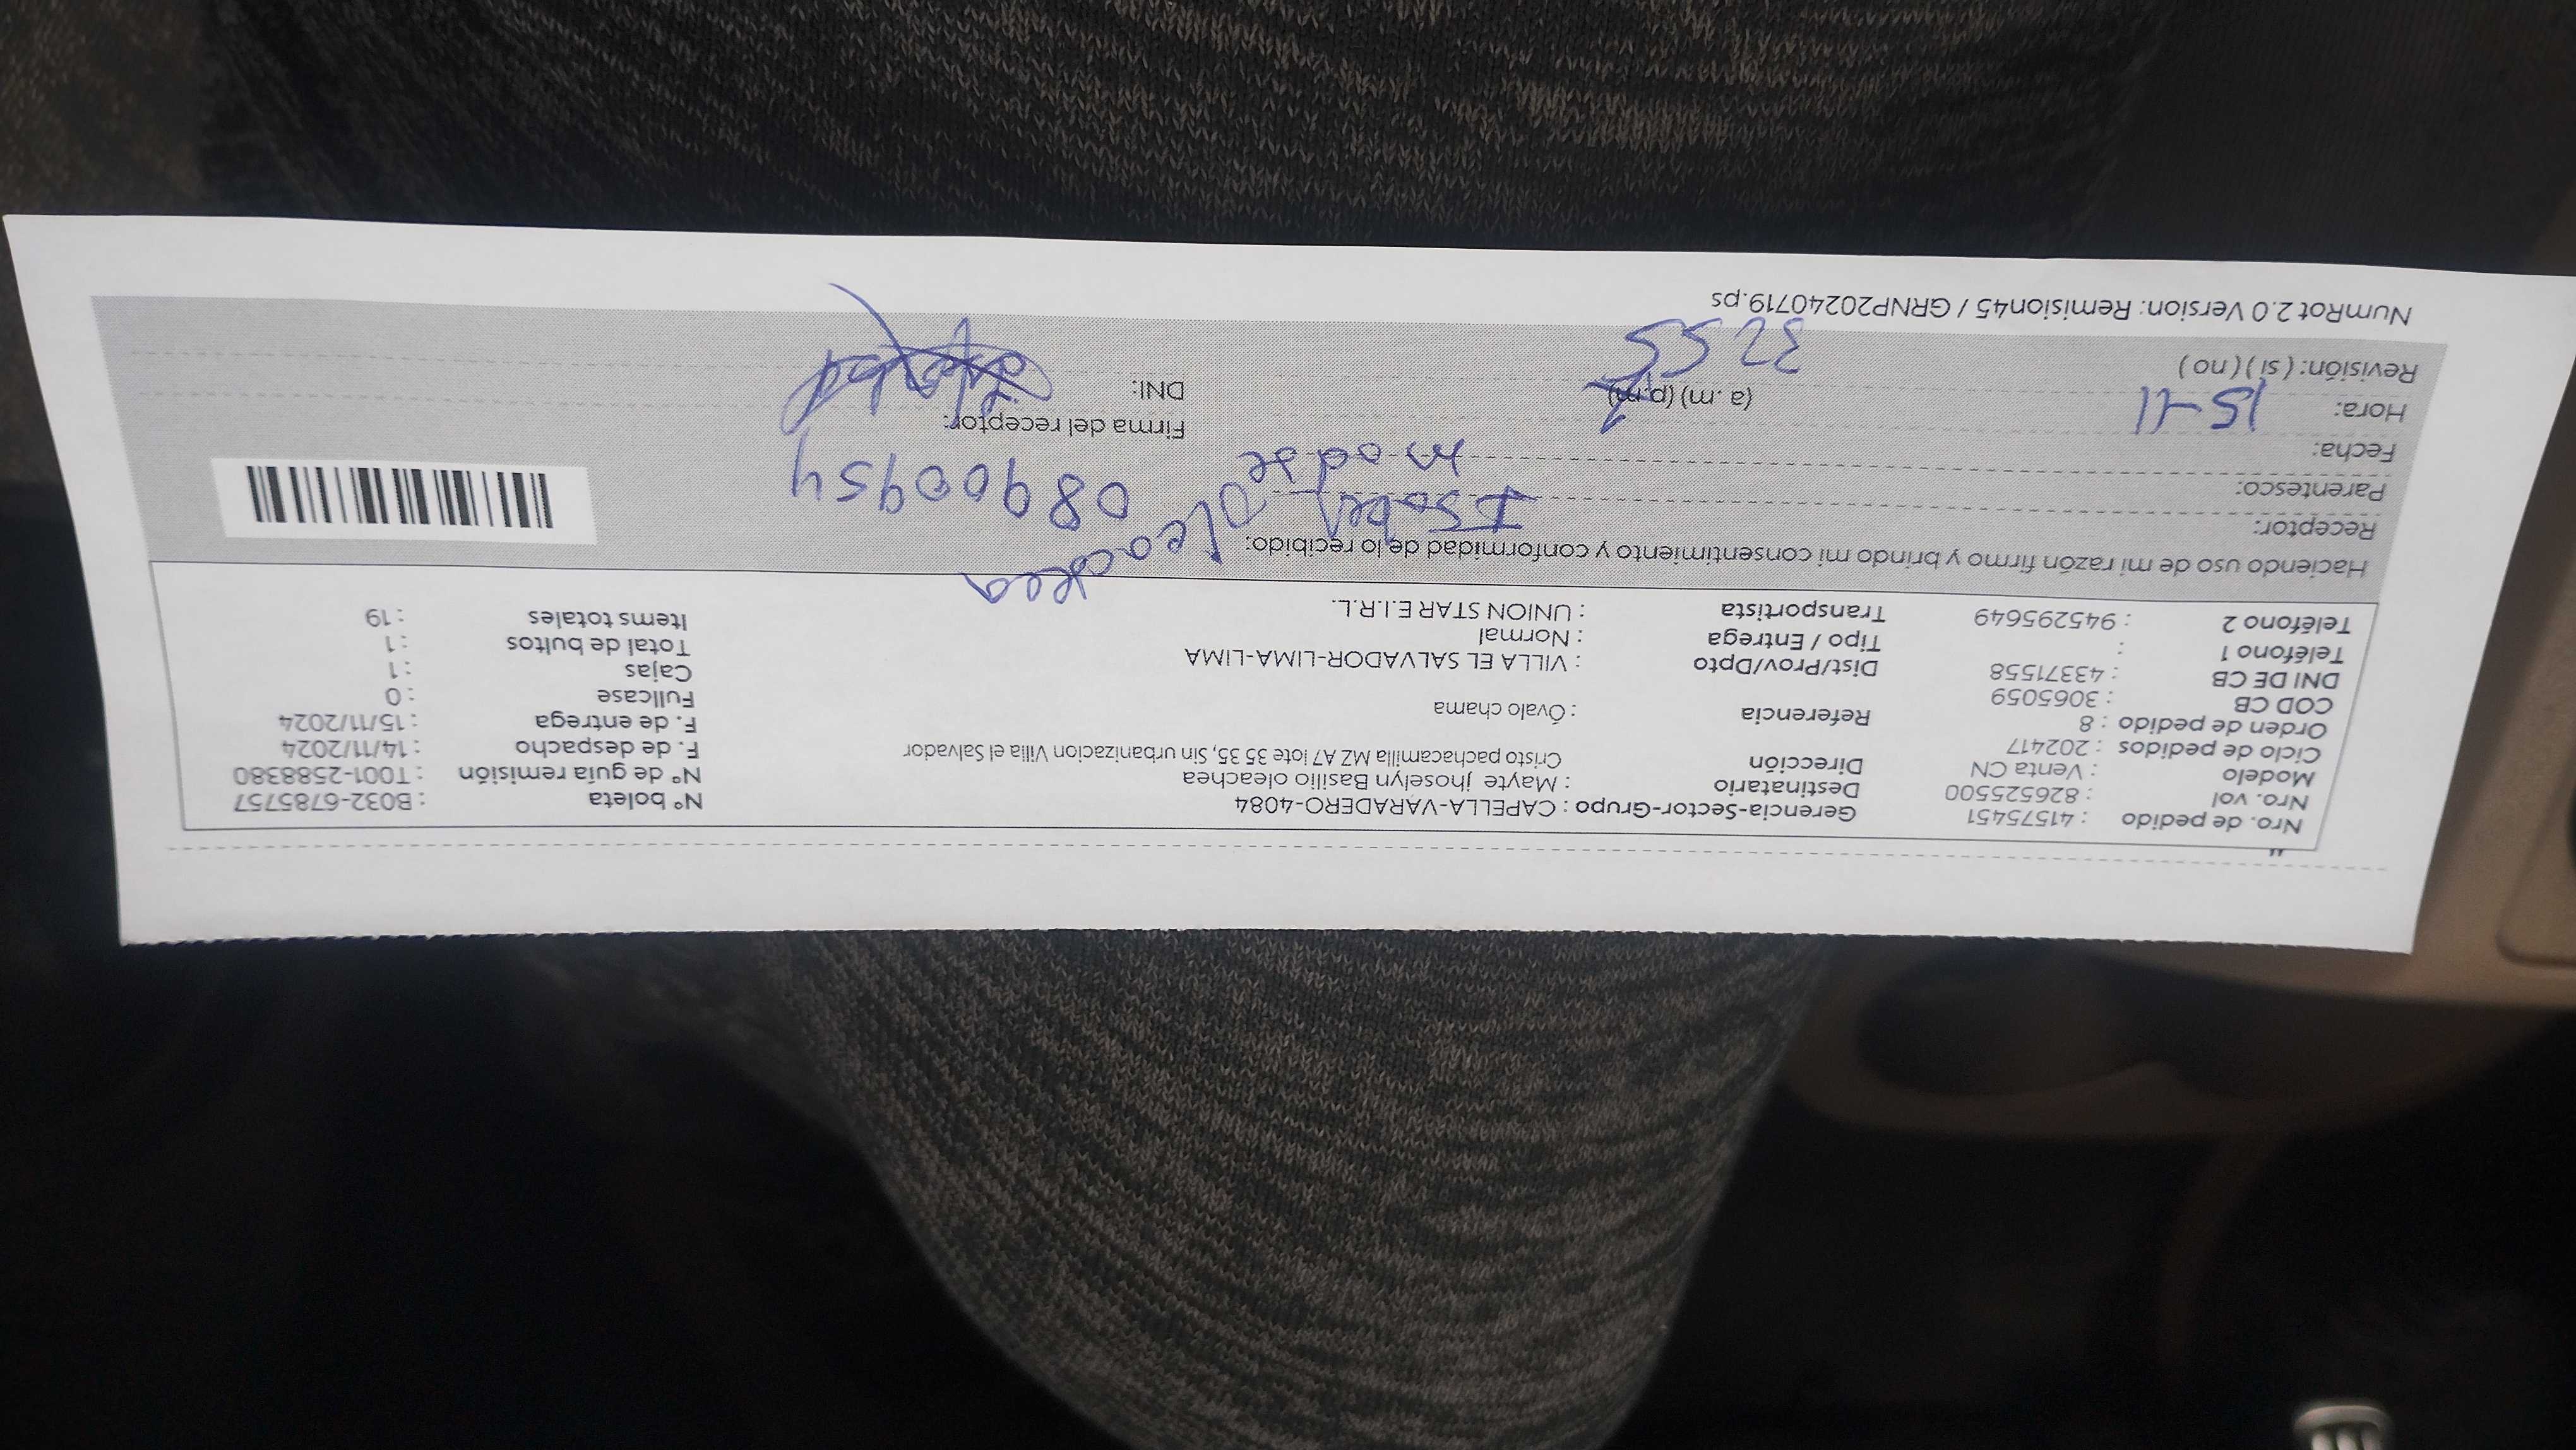 Nro. de pedido : 41575451 Gerencia-Sector-Grupo : CAPELLA-VARADERO-4084 N° boleta : B032-6785757
Nro. vol : 826525500 Destinatario : Mayte jhoselyn Basilio oleachea N° de guía remisión : T001-2588380
Modelo : Venta CN Dirección Cristo pachacamilla MZ A7 lote 35 35, Sin urbanizacion Villa el Salvador F. de despacho : 14/11/2024
Ciclo de pedidos : 202417 F. de entrega : 15/11/2024
Orden de pedido : 8 Referencia : Óvalo chama Fullcase : 0
COD CB : 3065059 Cajas : 1
DNI DE CB : 43371558 Dist/Prov/Dpto : VILLA EL SALVADOR-LIMA-LIMA Total de bultos : 1
Teléfono 1 : Tipo / Entrega : Normal Items totales : 19
Teléfono 2 : 945295649 Transportista : UNION STAR E.I.R.L.
Haciendo uso de mi razón firmo y brindo mi consentimiento y conformidad de lo recibido:
Receptor: Isabel Oleachea 08900954
Parentesco: madre
Fecha: 15-11 Firma del receptor:
Hora: (a. m) (p.m) DNI:
Revisión: ( si ) ( no )
NumRot 2.0 Version: Remision45 / GRNP20240719.ps